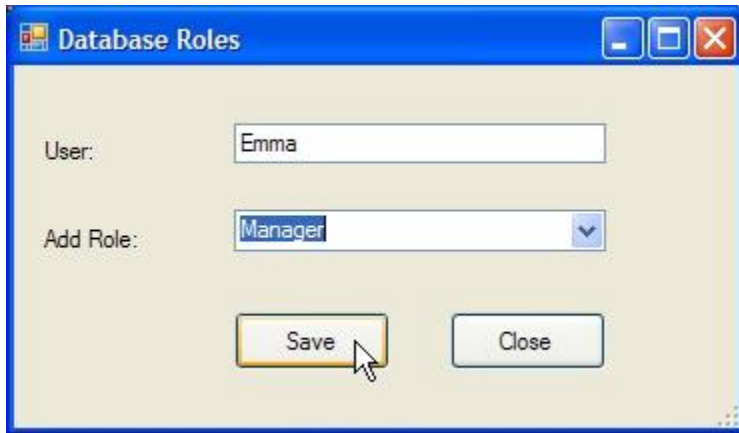 Database Roles
User:
Emma
Add Role:
Manager
Save
Close